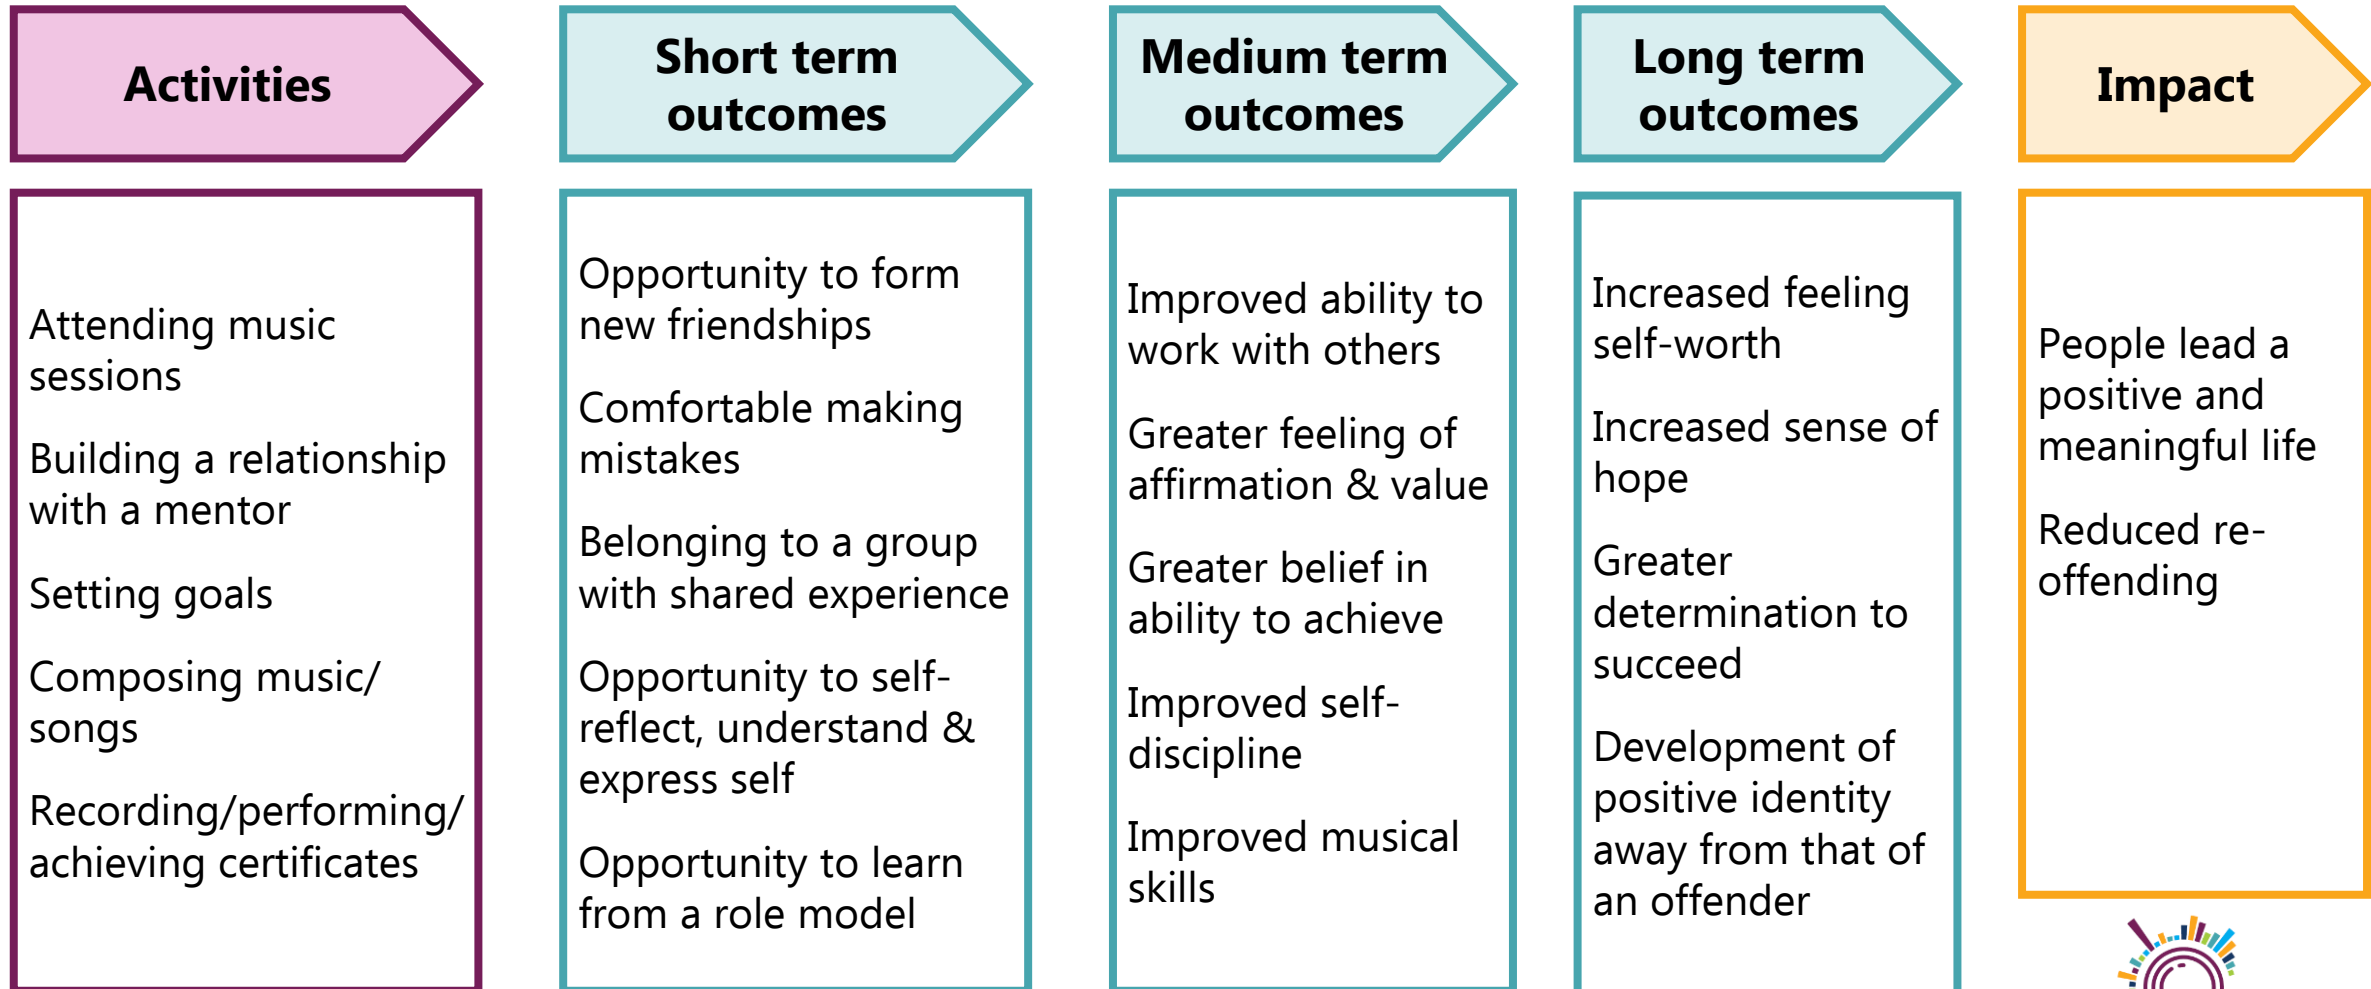 Activities
Short term
outcomes
Medium term
outcomes
Long term
outcomes
Impact
Attending music
sessions
Building a relationship
with a mentor
Setting goals
Composing music/
songs
Recording/performing/
achieving certificates
Opportunity to form
new friendships
Comfortable making
mistakes
Belonging to a group
with shared experience
Opportunity to self-
reflect, understand &
express self
Opportunity to learn
from a role model
Improved ability to
work with others
Greater feeling of
affirmation & value
Greater belief in
ability to achieve
Improved self-
discipline
Improved musical
skills
Increased feeling
self-worth
Increased sense of
hope
Greater
determination to
succeed
Development of
positive identity
away from that of
an offender
People lead a
positive and
meaningful life
Reduced re-
offending